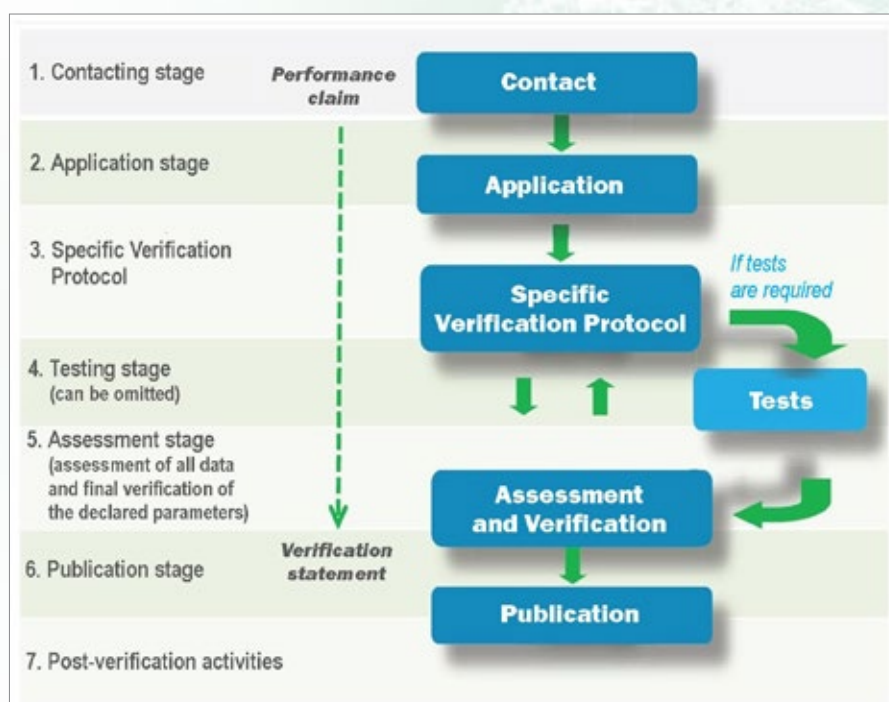 1. Contacting stage
Performance
claim
Contact
2. Application stage
Application
3. Specific Verification
Protocol
Specific
Verification Protocol
If tests
are required
4. Testing stage
(can be omitted)
Tests
5. Assessment stage
(assessment of all data
and final verification of
the declared parameters)
Assessment
and Verification
Verification
statement
6. Publication stage
Publication
7. Post-verification activities